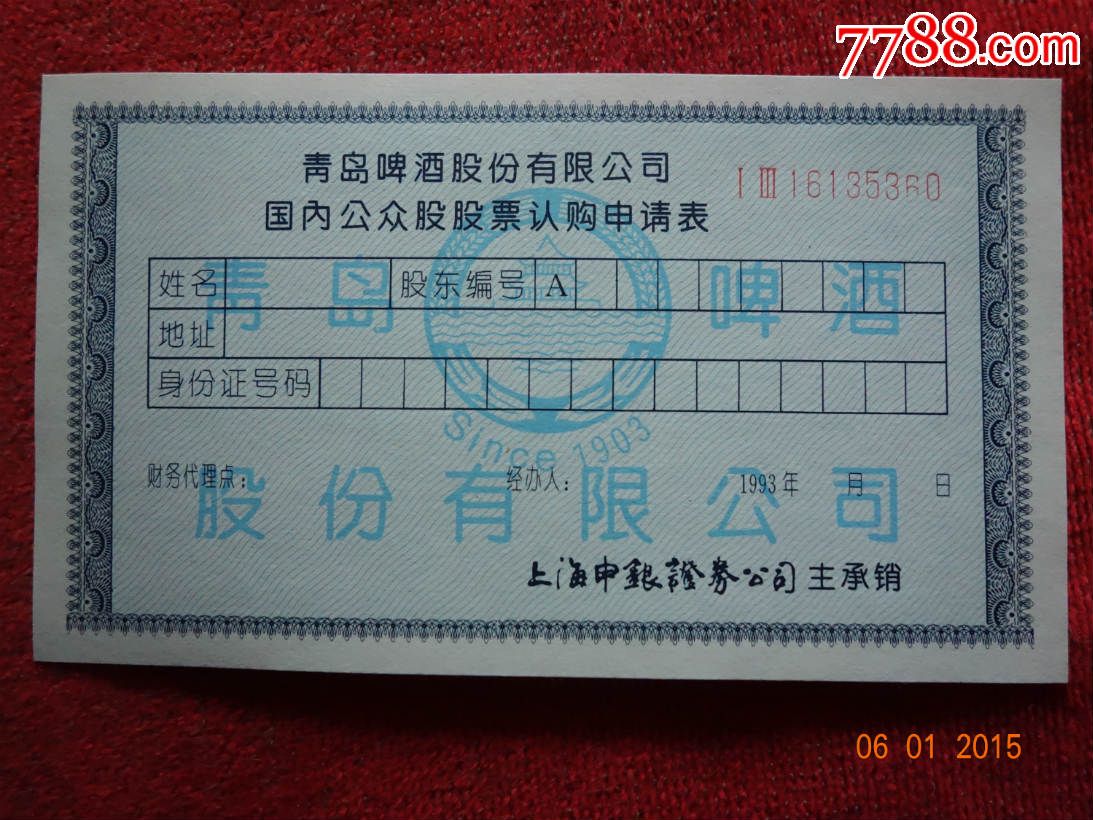 7788.com
青岛啤酒股份有限公司
ⅠⅢ16135360
国内公众股股票认购申请表
姓名 股东编号 A
地址
身份证号码
青岛 啤酒
Since 1903
财务代理点： 经办人： 1993年 月 日
股份有限公司
上海申銀證券公司 主承销
06 01 2015